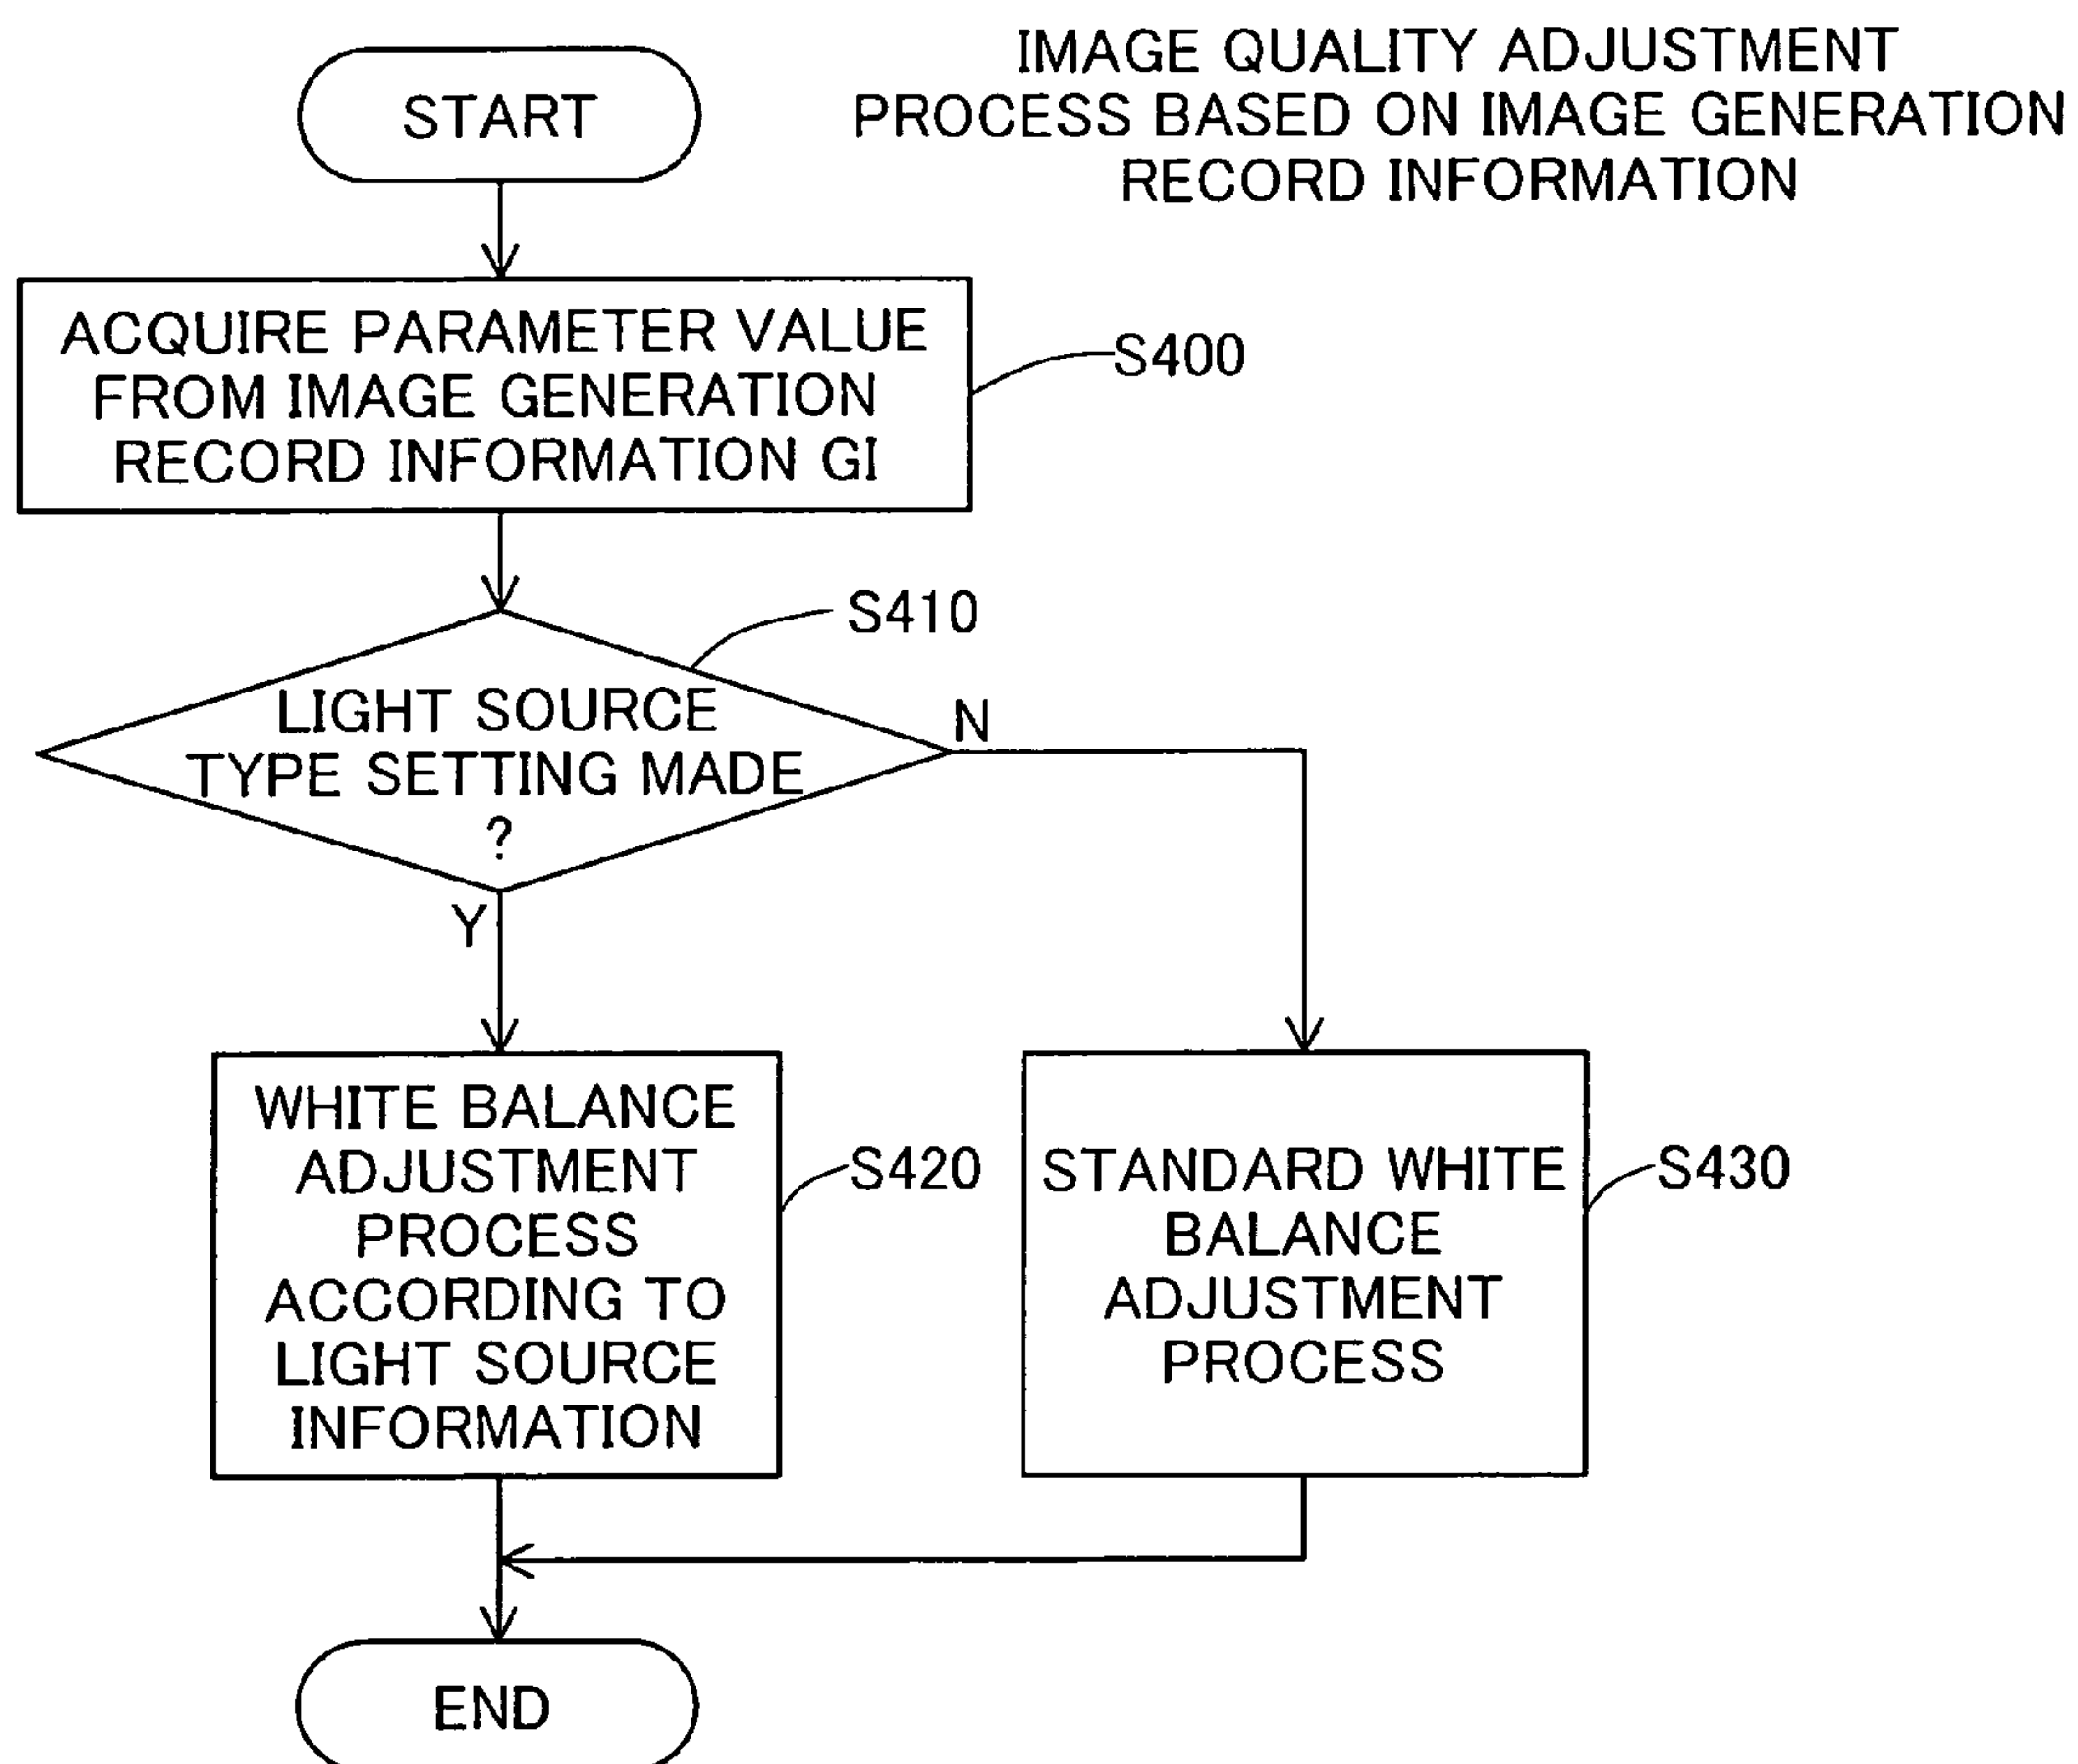 IMAGE QUALITY ADJUSTMENT
PROCESS BASED ON IMAGE GENERATION
RECORD INFORMATION
START
ACQUIRE PARAMETER VALUE
FROM IMAGE GENERATION
RECORD INFORMATION GI
S400
S410
LIGHT SOURCE
TYPE SETTING MADE
?
N
Y
WHITE BALANCE
ADJUSTMENT
PROCESS
ACCORDING TO
LIGHT SOURCE
INFORMATION
S420
STANDARD WHITE
BALANCE
ADJUSTMENT
PROCESS
S430
END